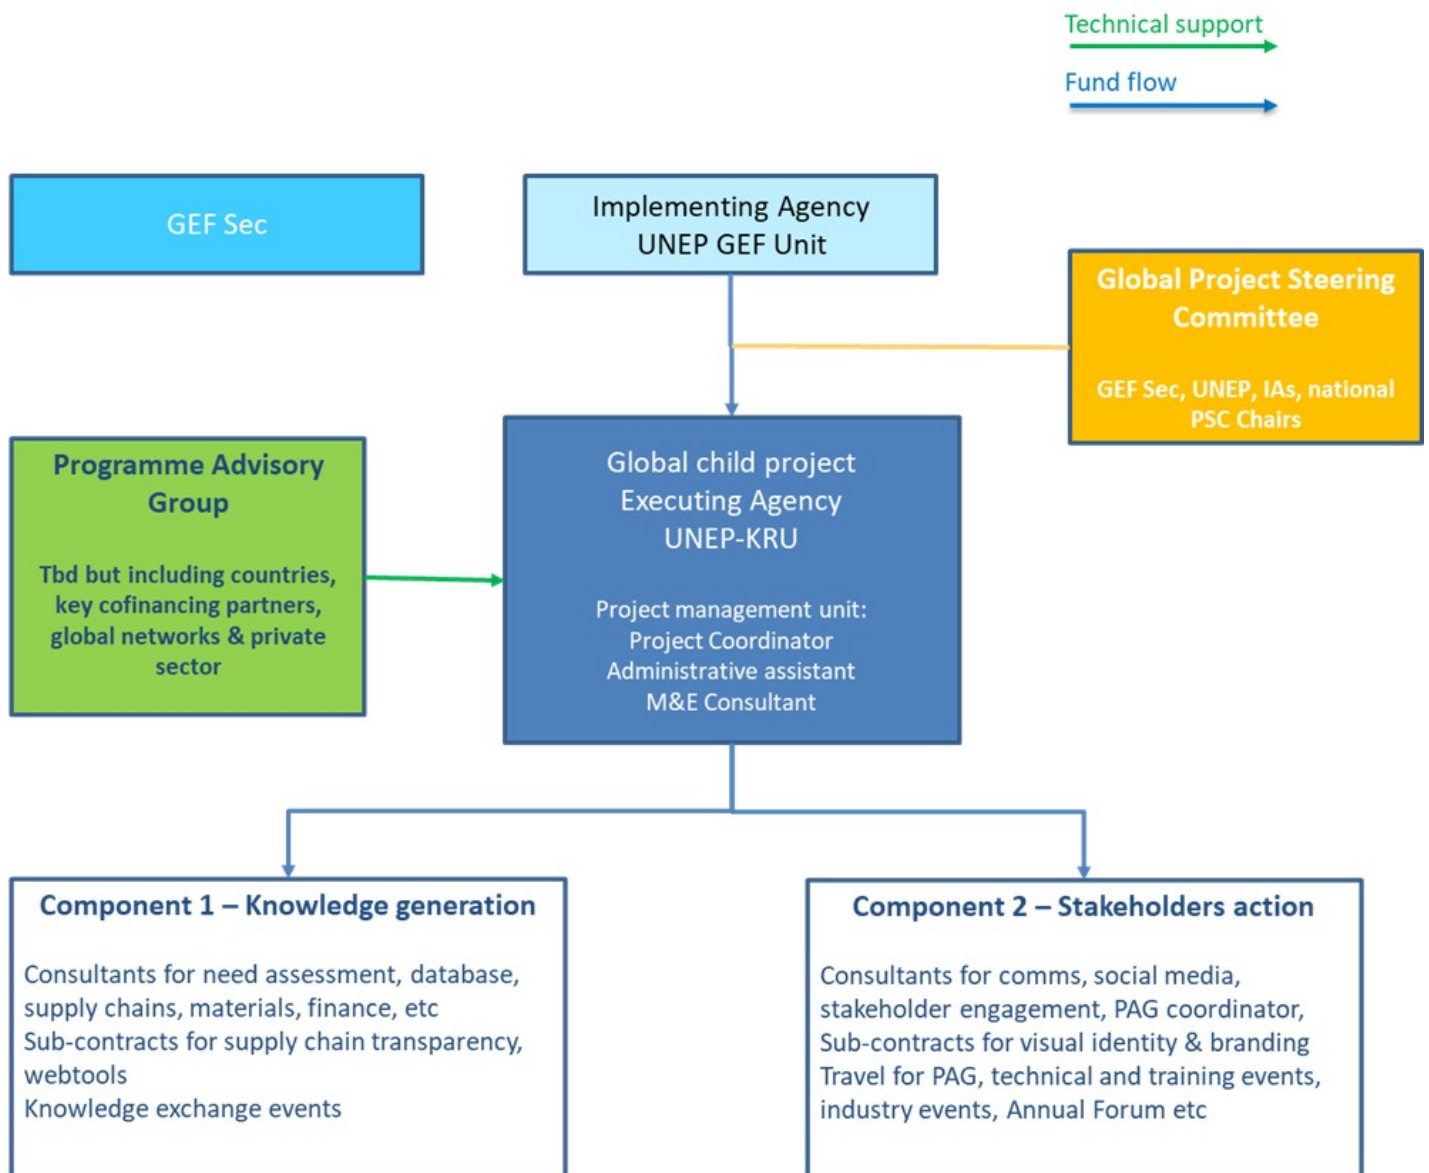 Technical support
Fund flow
GEF Sec
Implementing Agency
UNEP GEF Unit
Global Project Steering
Committee
GEF Sec, UNEP, IAs, national
PSC Chairs
Programme Advisory
Group
Tbd but including countries,
key cofinancing partners,
global networks & private
sector
Global child project
Executing Agency
UNEP-KRU
Project management unit:
Project Coordinator
Administrative assistant
M&E Consultant
Component 1 – Knowledge generation
Consultants for need assessment, database,
supply chains, materials, finance, etc
Sub-contracts for supply chain transparency,
webtools
Knowledge exchange events
Component 2 – Stakeholders action
Consultants for comms, social media,
stakeholder engagement, PAG coordinator,
Sub-contracts for visual identity & branding
Travel for PAG, technical and training events,
industry events, Annual Forum etc